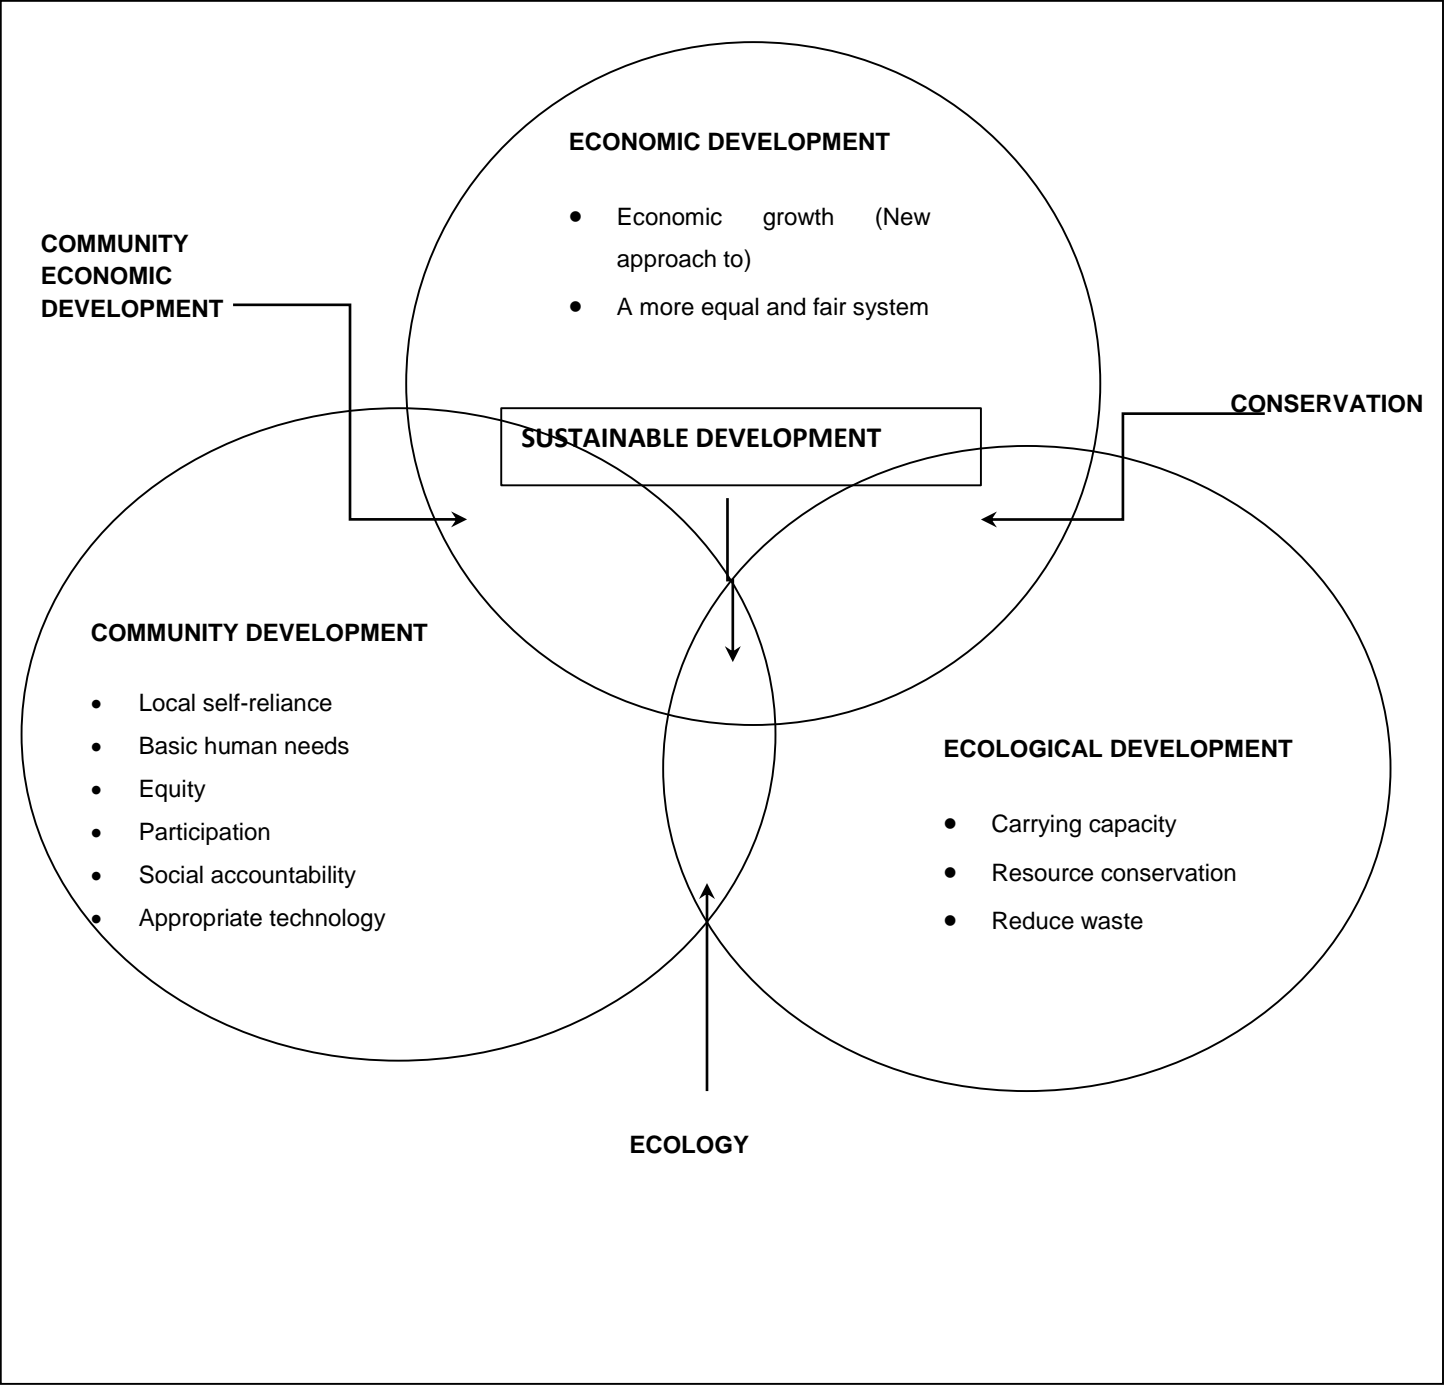 ECONOMIC DEVELOPMENT
• Economic growth (New
approach to)
• A more equal and fair system
COMMUNITY
ECONOMIC
DEVELOPMENT
CONSERVATION
SUSTAINABLE DEVELOPMENT
COMMUNITY DEVELOPMENT
• Local self-reliance
• Basic human needs
• Equity
• Participation
• Social accountability
• Appropriate technology
ECOLOGICAL DEVELOPMENT
• Carrying capacity
• Resource conservation
• Reduce waste
ECOLOGY